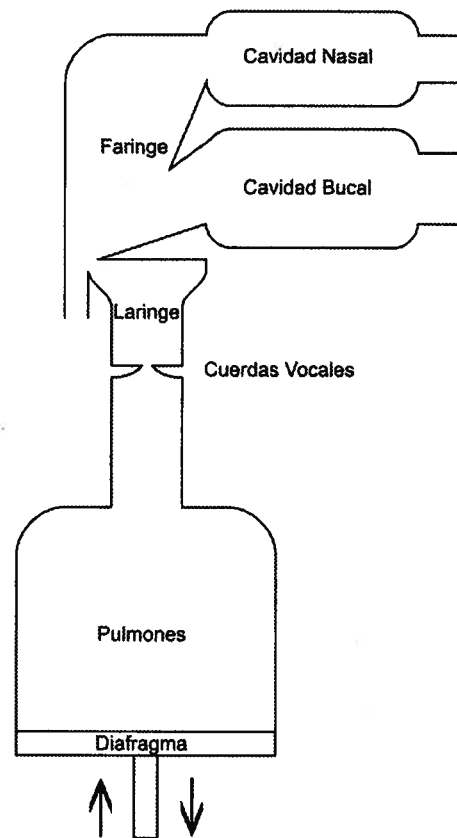 Cavidad Nasal
Faringe
Cavidad Bucal
Laringe
Cuerdas Vocales
Pulmones
Diafragma